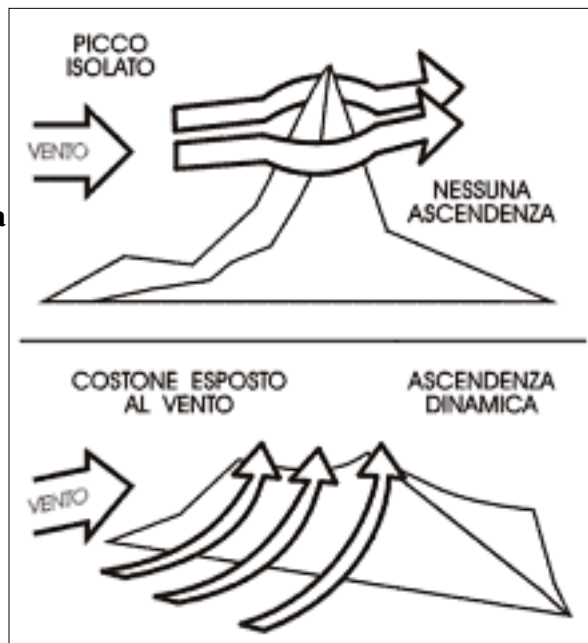 PICCO
ISOLATO
VENTO
a
NESSUNA
ASCENDENZA
COSTONE ESPOSTO
AL VENTO
ASCENDENZA
DINAMICA
VENTO